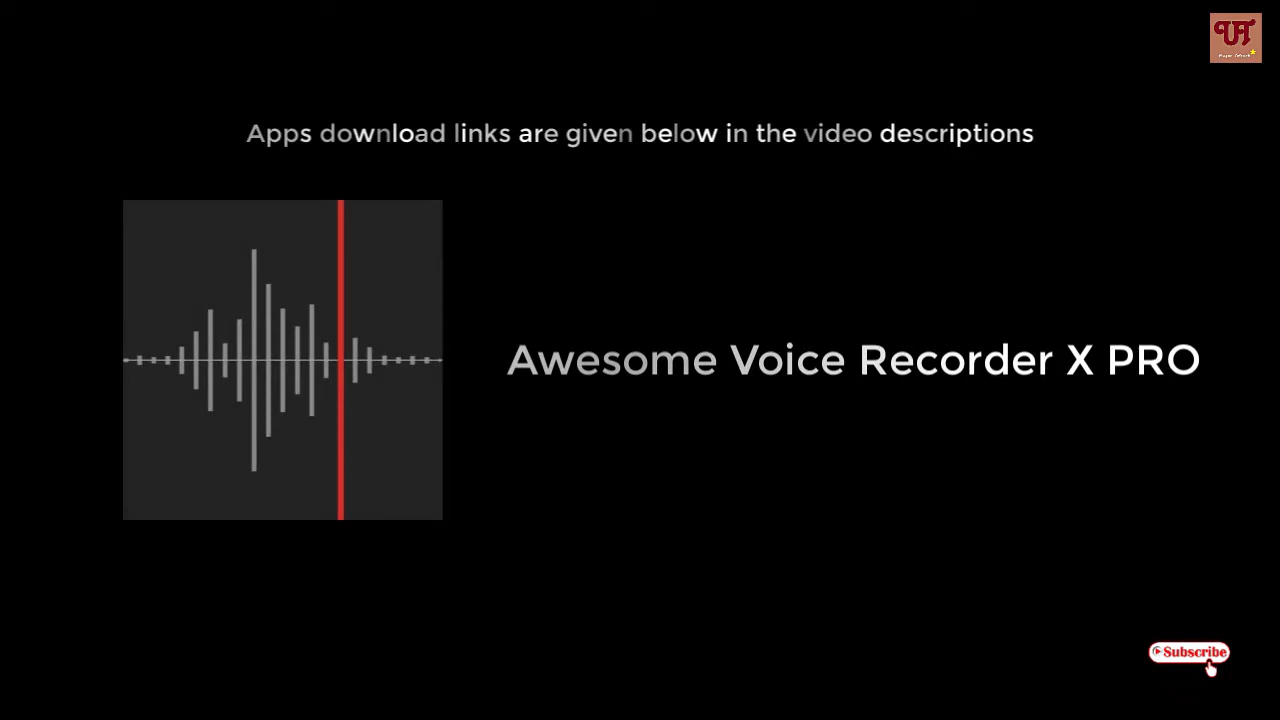 Apps download links are given below in the video descriptions
Awesome Voice Recorder X PRO
Subscribe